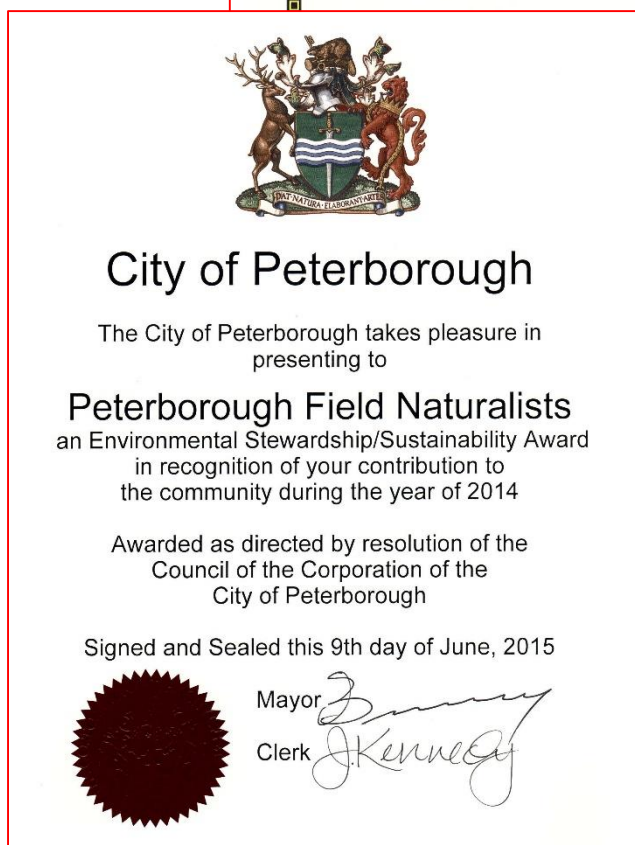 DAT·NATURA·ELABORANT·ARTES
City of Peterborough
The City of Peterborough takes pleasure in
presenting to
Peterborough Field Naturalists
an Environmental Stewardship/Sustainability Award
in recognition of your contribution to
the community during the year of 2014
Awarded as directed by resolution of the
Council of the Corporation of the
City of Peterborough
Signed and Sealed this 9th day of June, 2015
Mayor
Clerk J.Kennedy